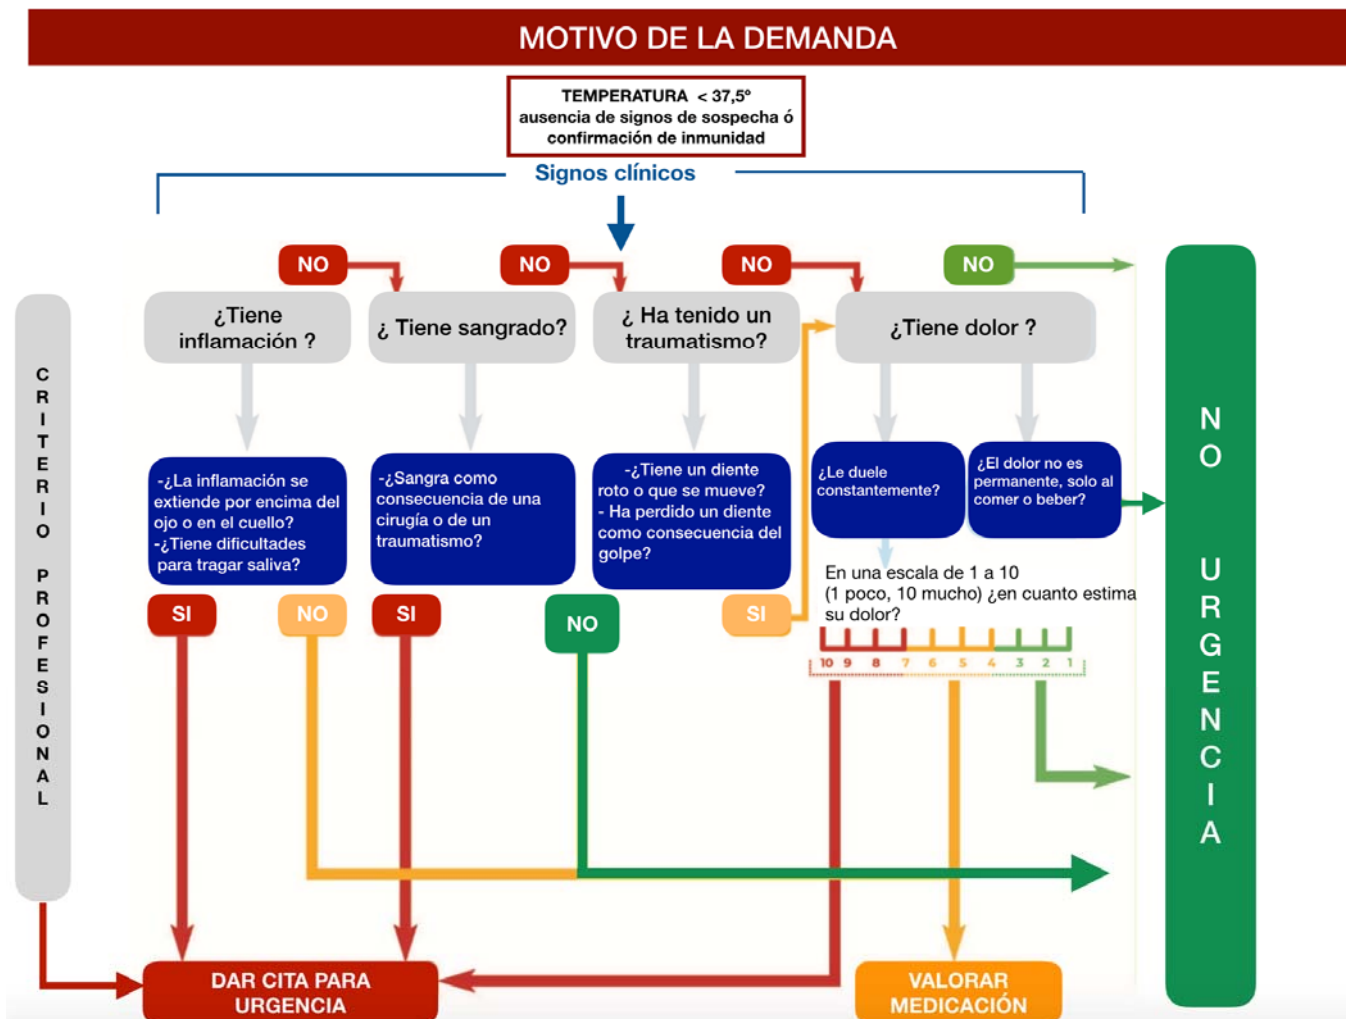 MOTIVO DE LA DEMANDA
TEMPERATURA < 37,5º
ausencia de signos de sospecha ó
confirmación de inmunidad
Signos clínicos
NO
NO
NO
NO
¿Tiene
inflamación ?
¿ Tiene sangrado?
¿ Ha tenido un
traumatismo?
¿Tiene dolor ?
CRITERIO PROFESIONAL
-¿La inflamación se
extiende por encima del
ojo o en el cuello?
-¿Tiene dificultades
para tragar saliva?
-¿Sangra como
consecuencia de una
cirugía o de un
traumatismo?
-¿Tiene un diente
roto o que se mueve?
- Ha perdido un diente
como consecuencia del
golpe?
¿Le duele
constantemente?
¿El dolor no es
permanente, solo al
comer o beber?
SI
NO
SI
NO
SI
En una escala de 1 a 10
(1 poco, 10 mucho) ¿en cuanto estima
su dolor?
10 9 8 7 6 5 4 3 2 1
NO URGENCIA
DAR CITA PARA
URGENCIA
VALORAR
MEDICACIÓN